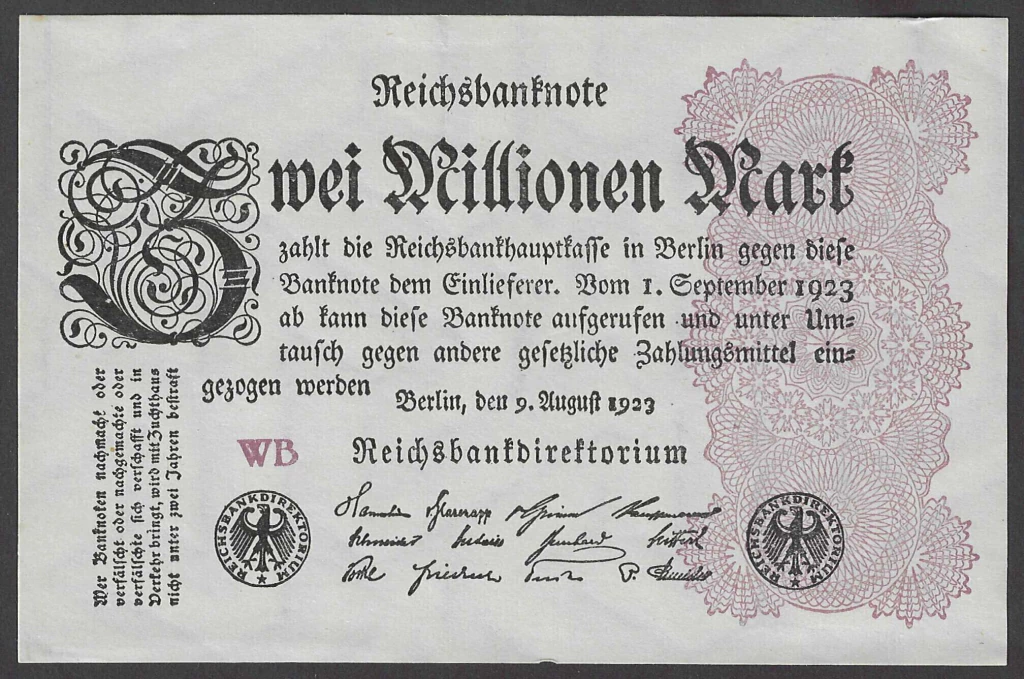 Reichsbanknote
Zwei Millionen Mark
zahlt die Reichsbankhauptkasse in Berlin gegen diese
Banknote dem Einlieferer. Vom 1. September 1923
ab kann diese Banknote aufgerufen und unter Um=
tausch gegen andere gesetzliche Zahlungsmittel ein=
gezogen werden
Berlin, den 9. August 1923
WB
Reichsbankdirektorium
REICHSBANKDIREKTORIUM
REICHSBANKDIREKTORIUM
Wer Banknoten nachmacht oder
verfälscht oder nachgemachte oder
verfälschte sich verschafft und in
Verkehr bringt, wird mit Zuchthaus
nicht unter zwei Jahren bestraft